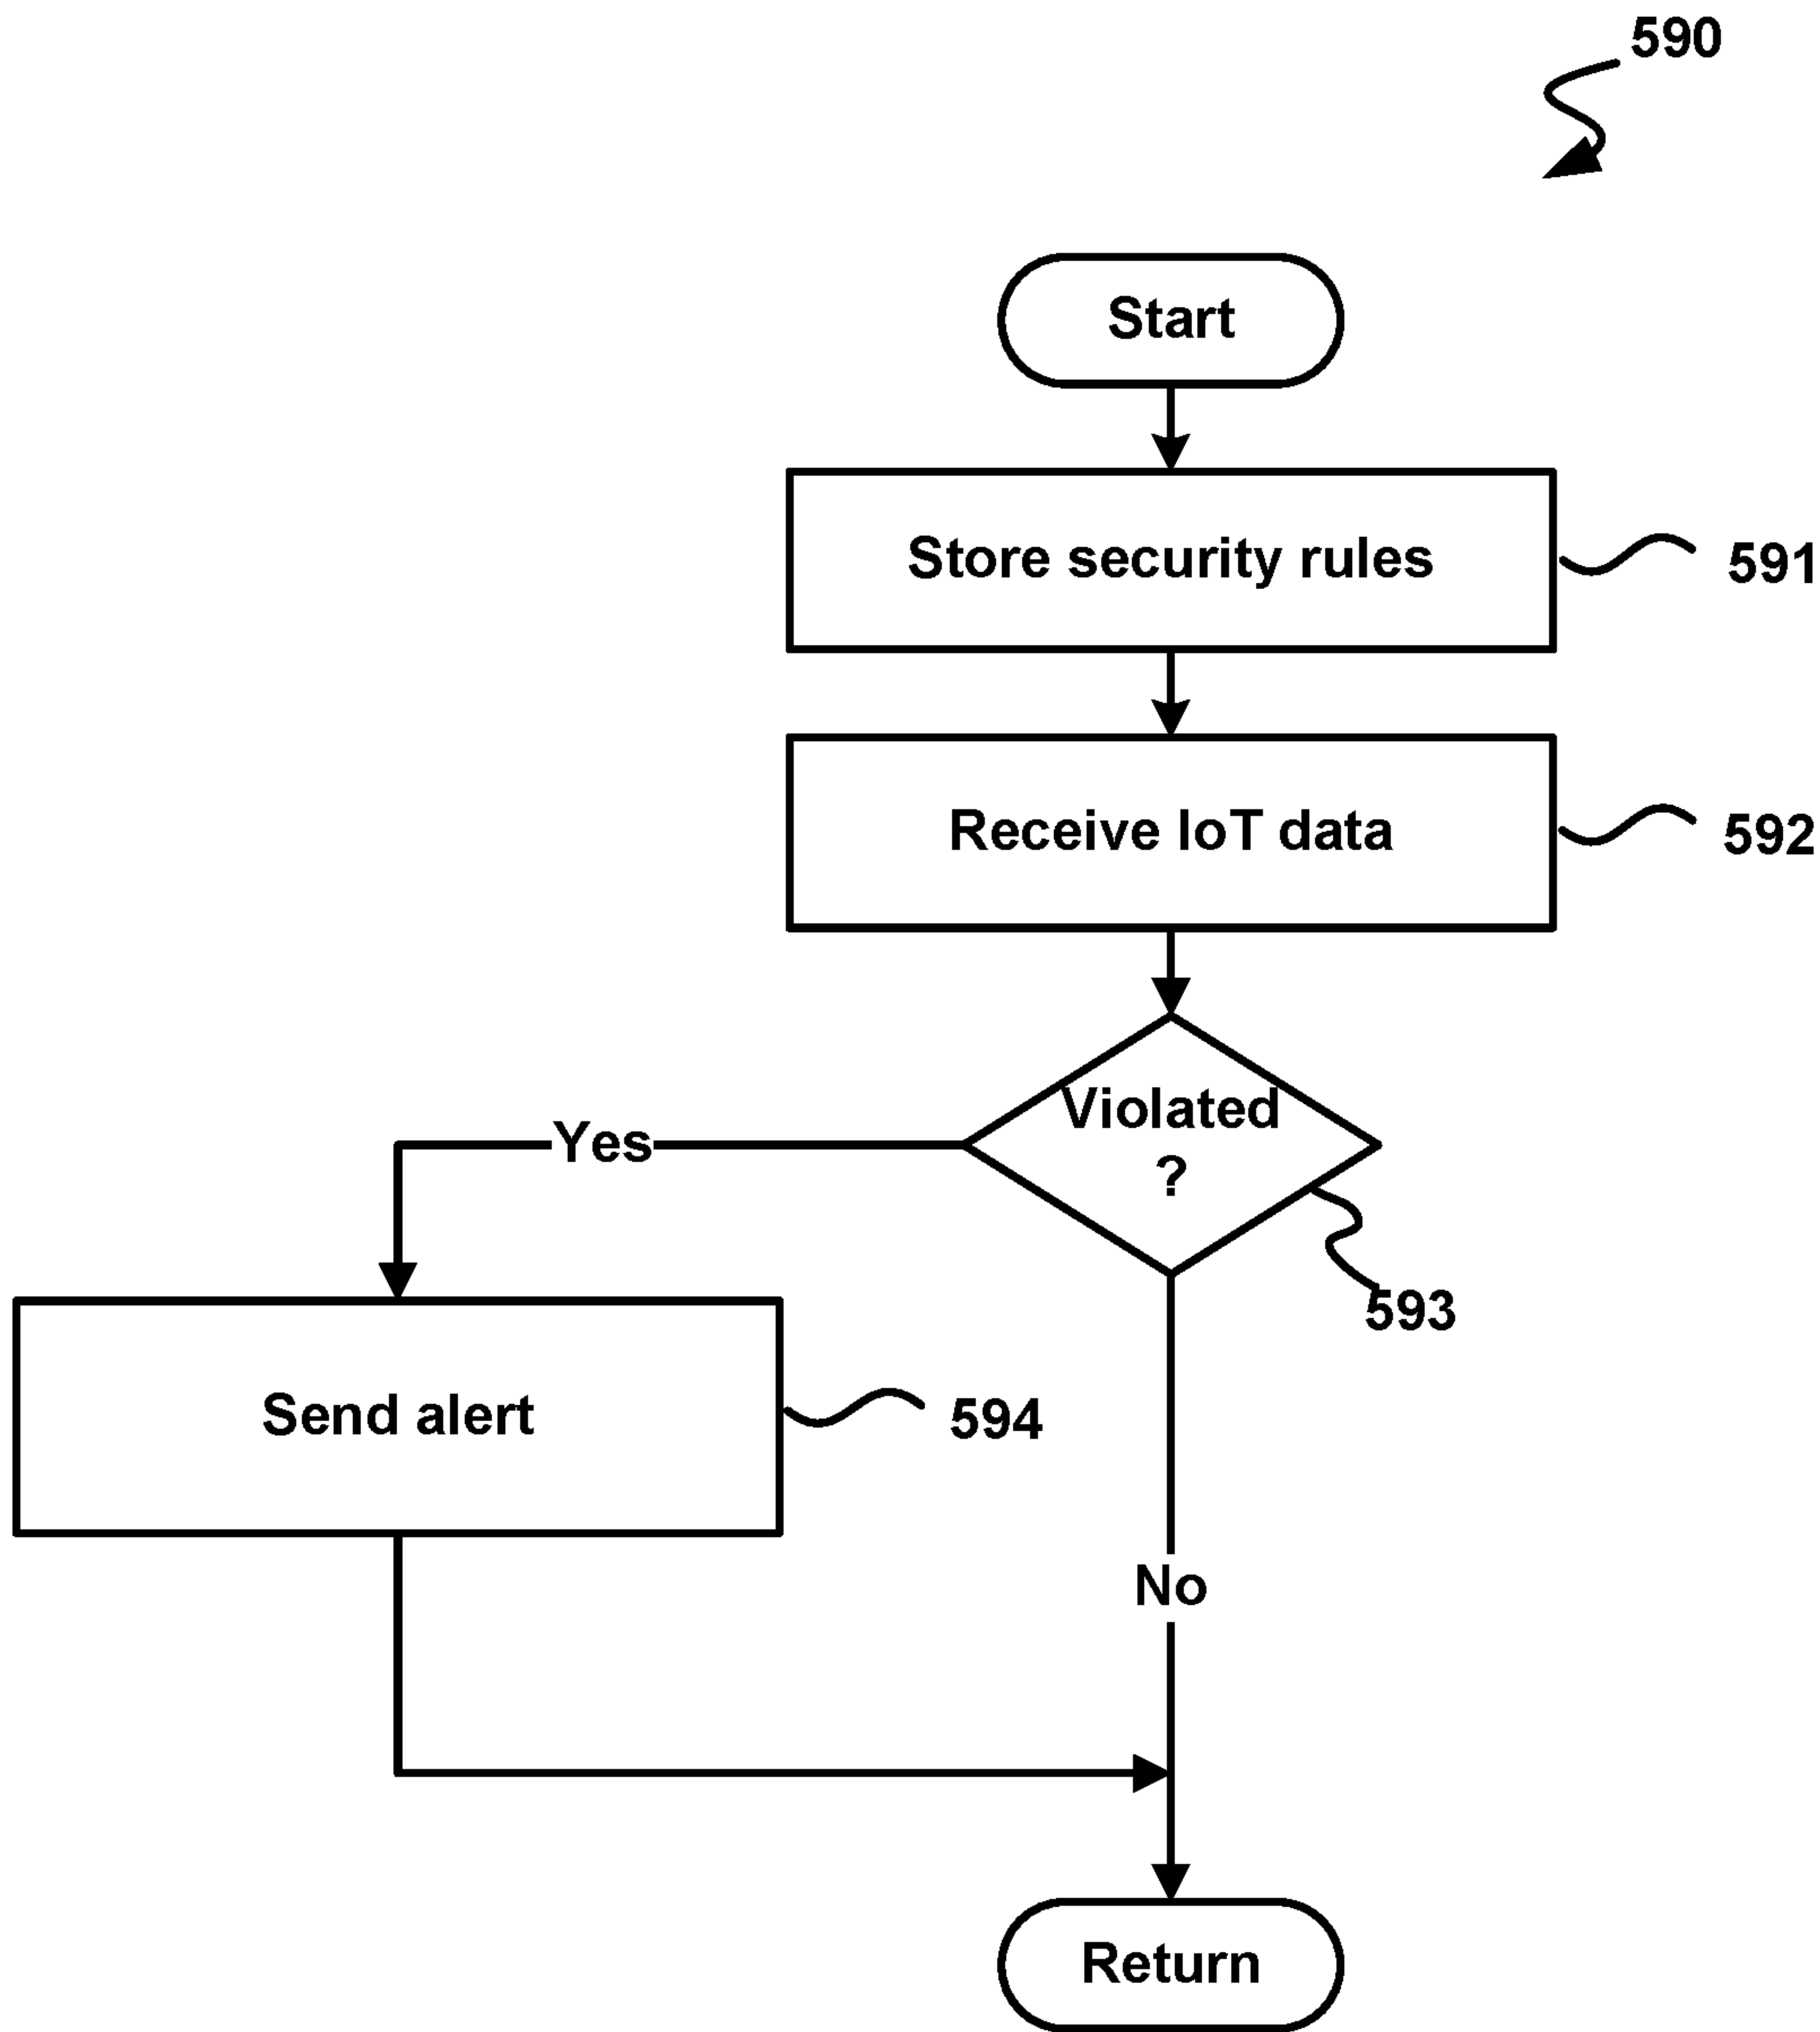 590
Start
Store security rules
591
Receive IoT data
592
Violated
?
Yes
593
Send alert
594
No
Return